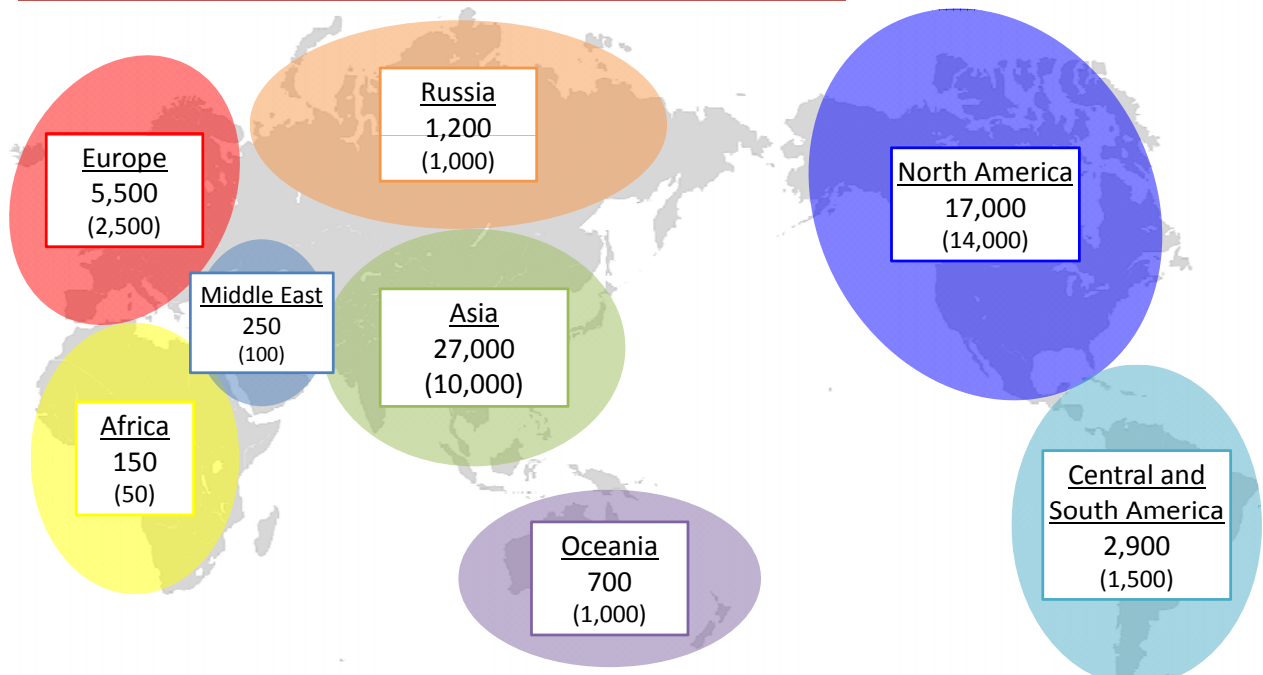 Russia
1,200
(1,000)
Europe
5,500
(2,500)
North America
17,000
(14,000)
Middle East
250
(100)
Asia
27,000
(10,000)
Africa
150
(50)
Central and
South America
2,900
(1,500)
Oceania
700
(1,000)